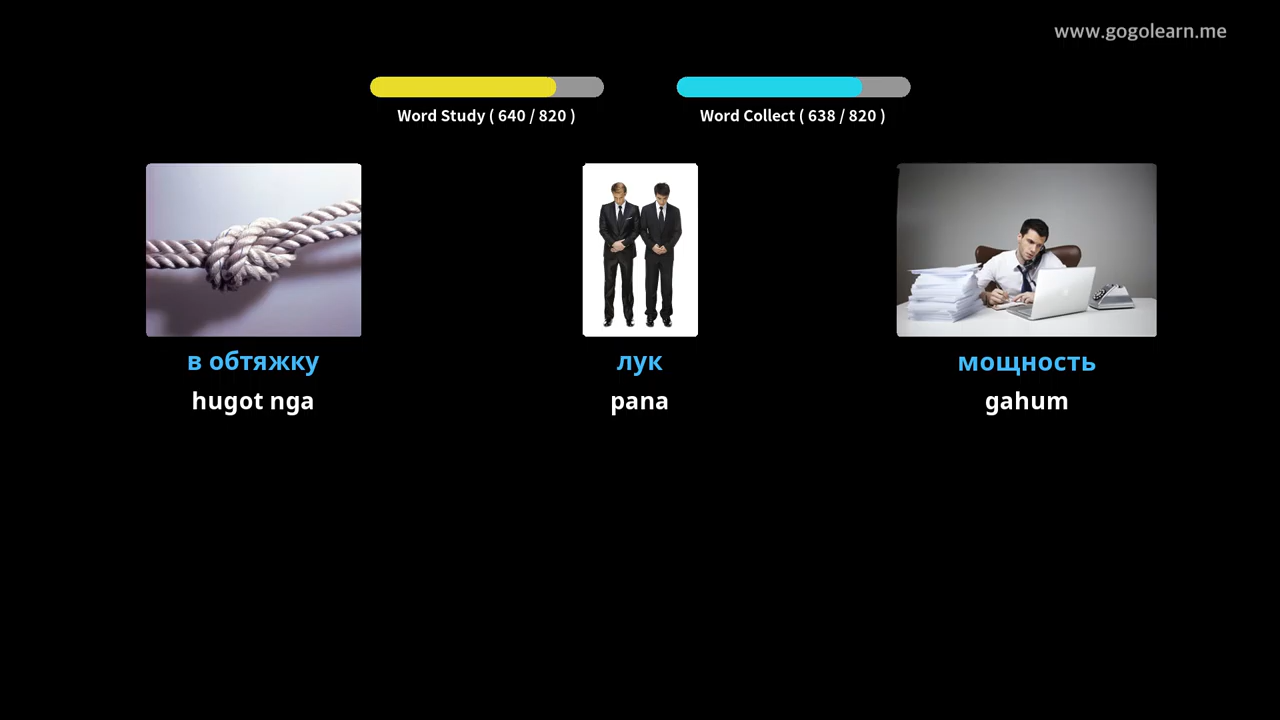 www.gogolearn.me
Word Study ( 640 / 820 )
Word Collect ( 638 / 820 )
в обтяжку
hugot nga
лук
pana
мощность
gahum